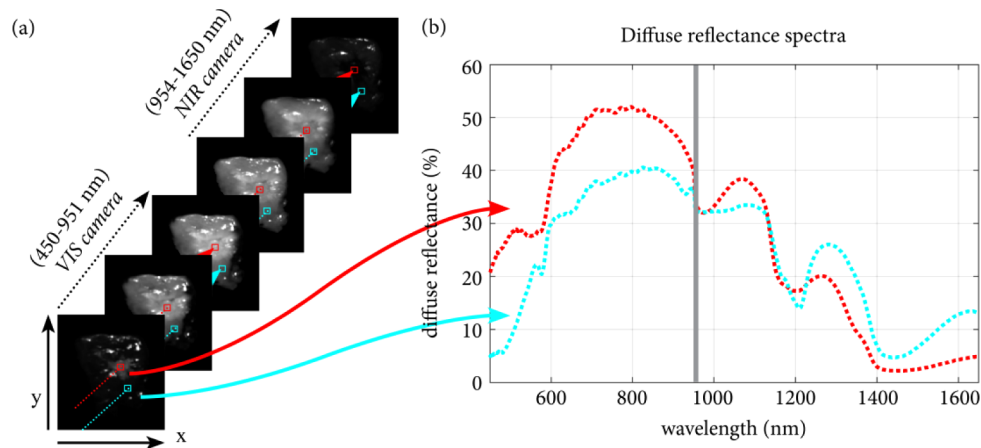 (a)
(954-1650 nm)
NIR camera
(450-951 nm)
VIS camera
y
x
(b)
Diffuse reflectance spectra
diffuse reflectance (%)
60
50
40
30
20
10
0
600
800
1000
1200
1400
1600
wavelength (nm)